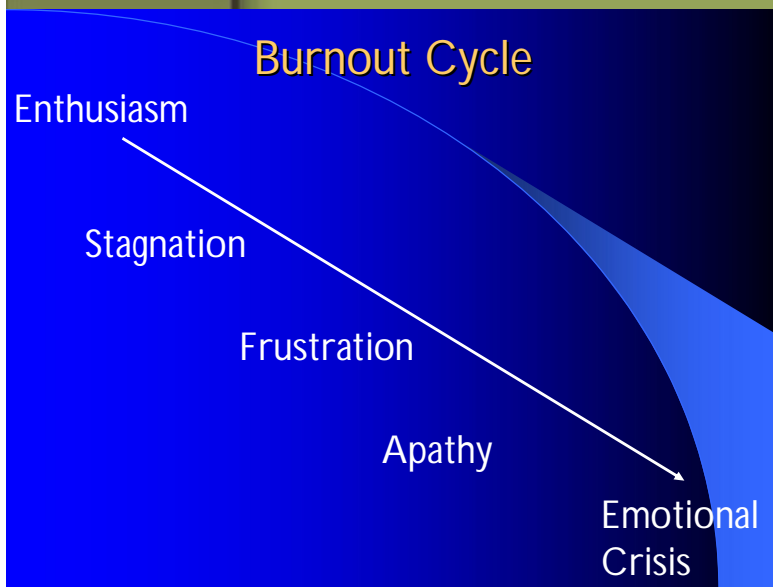 Burnout Cycle
Enthusiasm
Stagnation
Frustration
Apathy
Emotional
Crisis